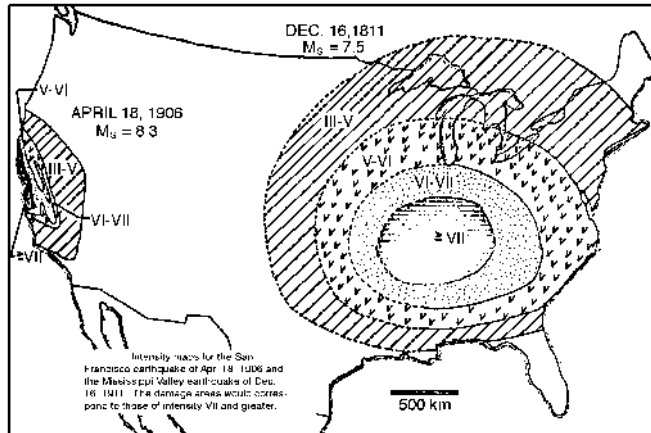 DEC. 16,1811
MS = 7.5
V-VI
APRIL 18, 1906
MS = 8 3
III-V
III-V
V-VI
VI-VII
VI-VII
≥ VII
≥VII
Intensity maps for the San
Francisco earthquake of Apr 18, 1906 and
the Mississippi Valley earthquake of Dec.
16, 1811. The damage areas would corres-
pond to those of intensity VII and greater.
500 km